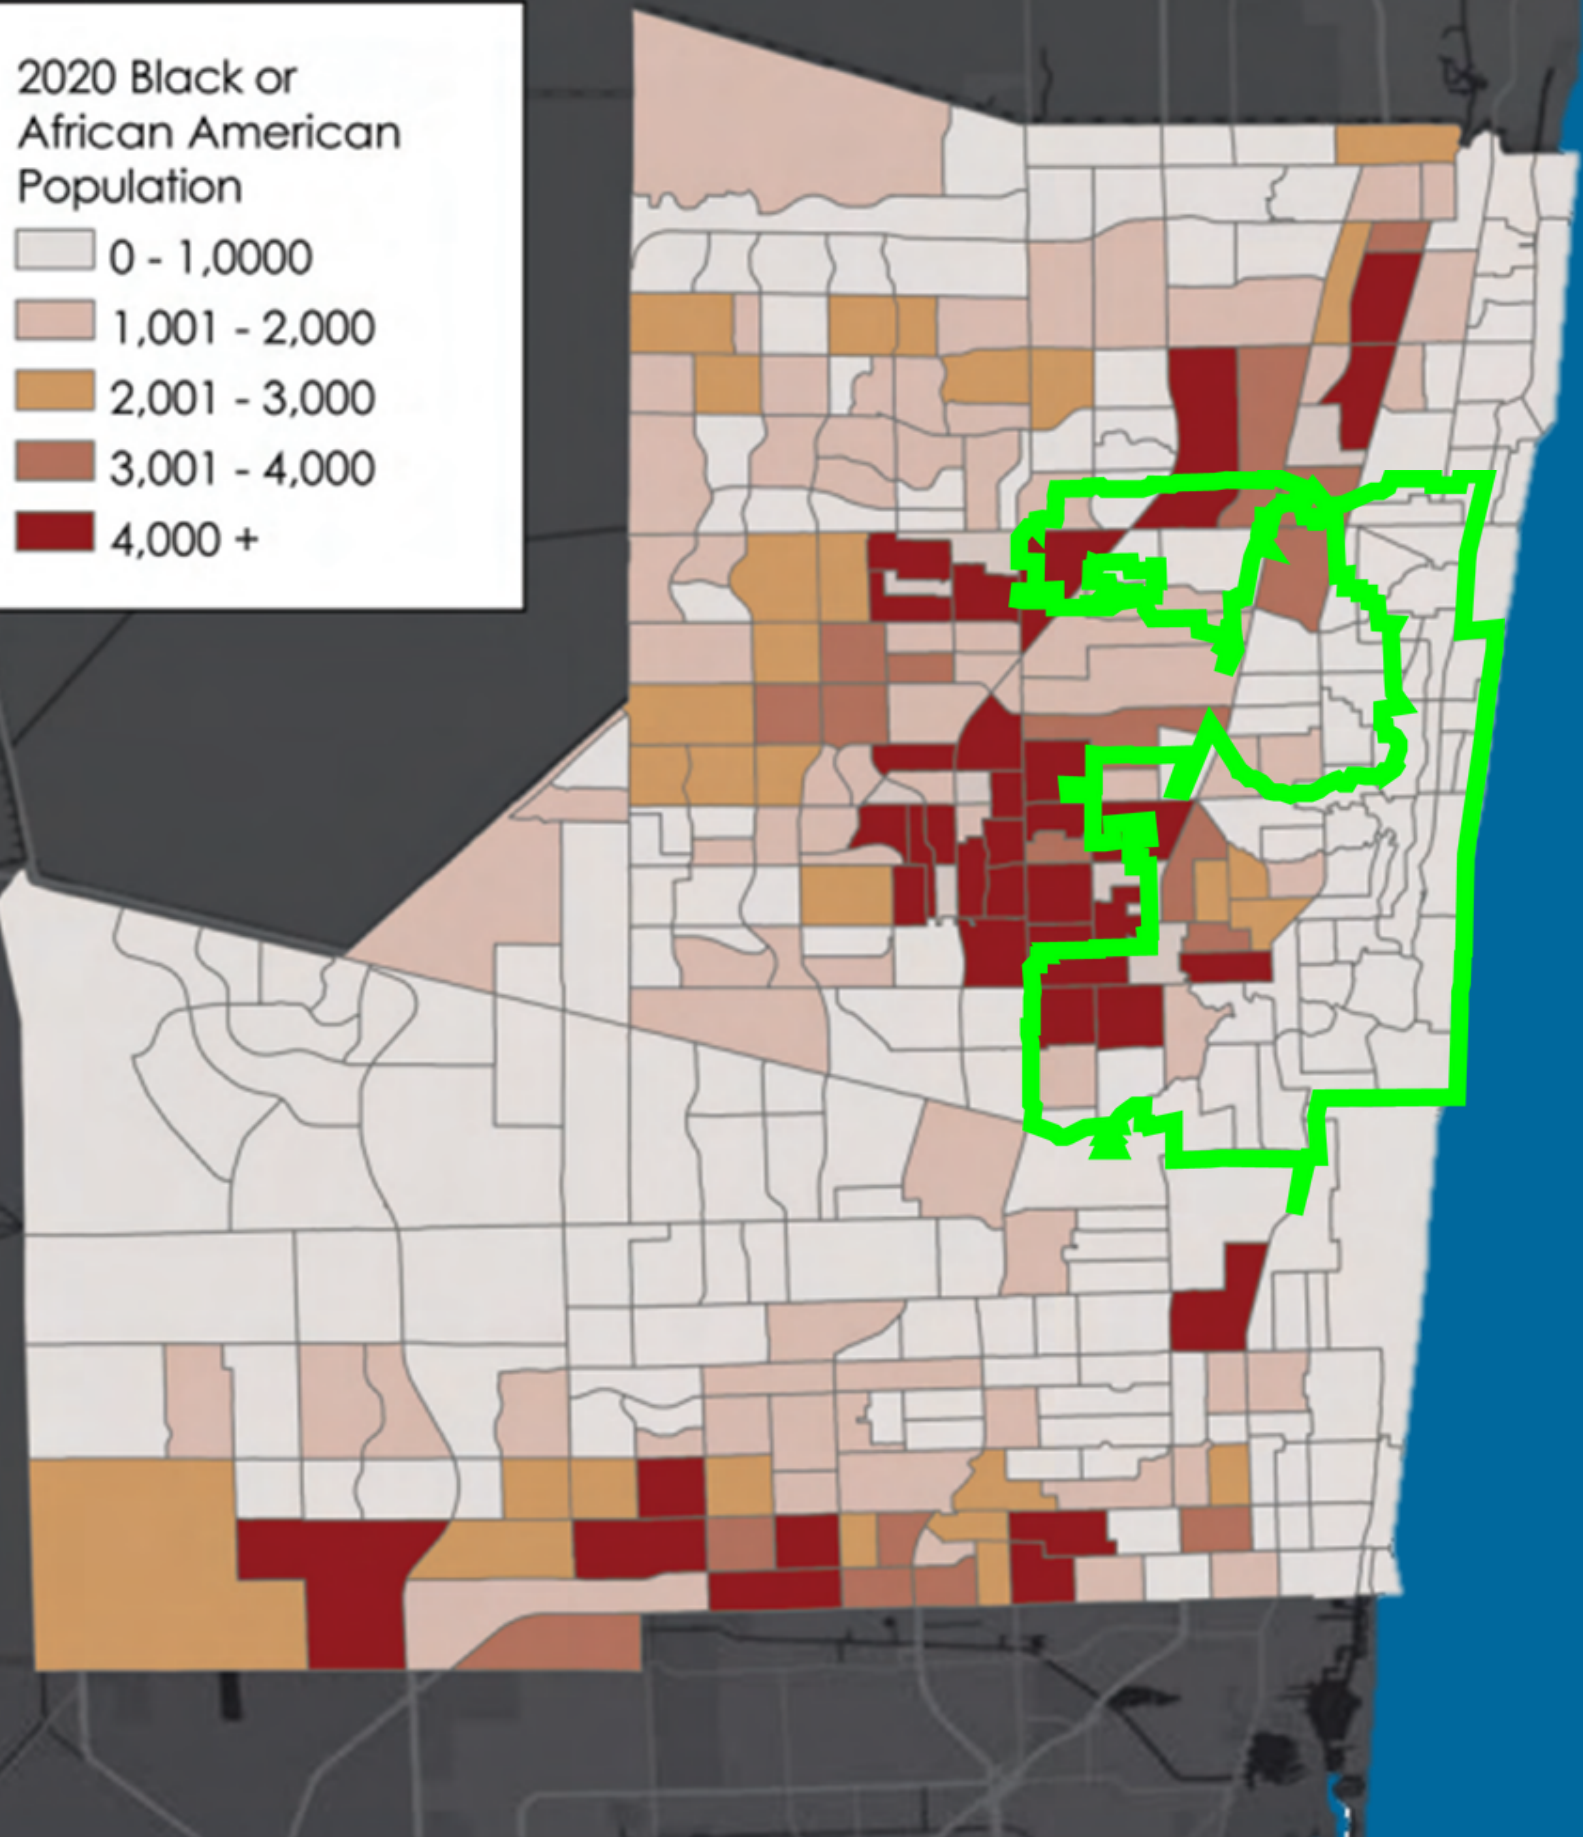 2020 Black or
African American
Population
0 - 1,0000
1,001 - 2,000
2,001 - 3,000
3,001 - 4,000
4,000 +